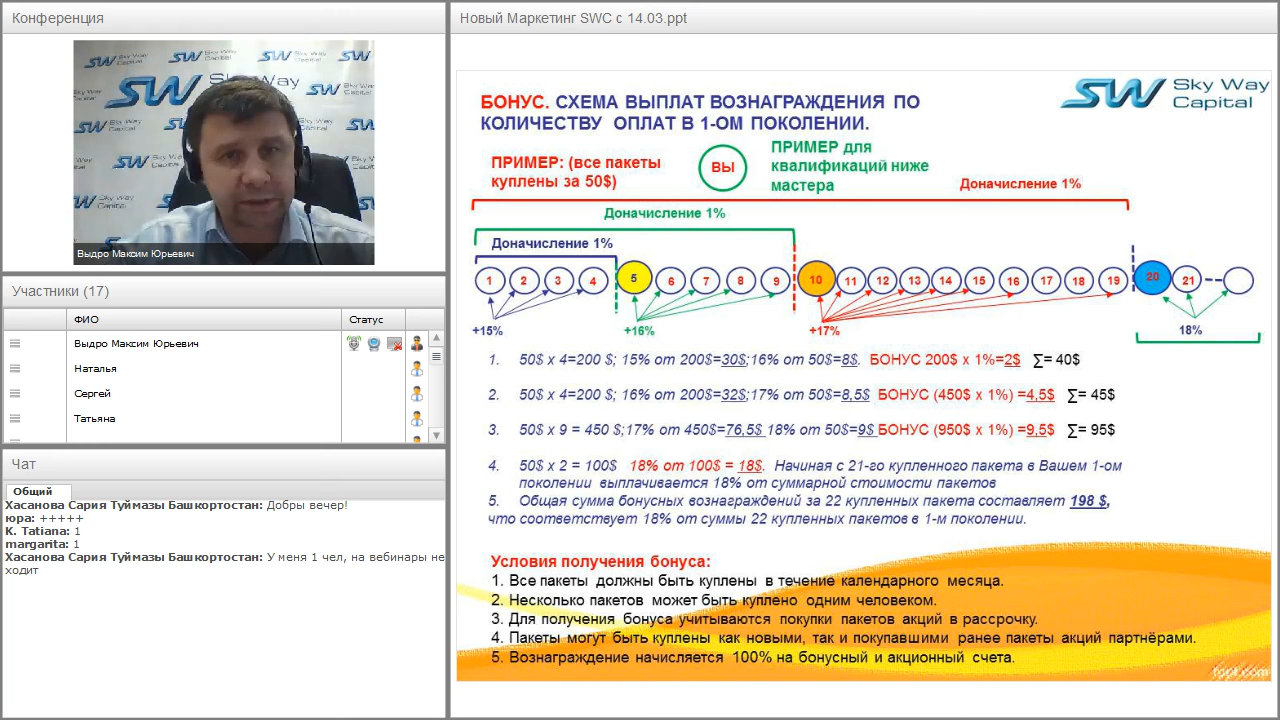 Конференция
Sky Way
Capital
Выдро Максим Юрьевич
Участники (17)
ФИО
Статус
Выдро Максим Юрьевич
Наталья
Сергей
Татьяна
Чат
Общий
Хасанова Сария Туймазы Башкортостан: Добры вечер!
юра: +++++
K. Tatiana: 1
margarita: 1
Хасанова Сария Туймазы Башкортостан: У меня 1 чел, на вебинары не
ходит
Новый Маркетинг SWC с 14.03.ppt
SW Sky Way
Capital
БОНУС. СХЕМА ВЫПЛАТ ВОЗНАГРАЖДЕНИЯ ПО
КОЛИЧЕСТВУ ОПЛАТ В 1-ОМ ПОКОЛЕНИИ.
ПРИМЕР: (все пакеты
куплены за 50$)
ВЫ
ПРИМЕР для
квалификаций ниже
мастера
Доначисление 1%
Доначисление 1%
Доначисление 1%
1 2 3 4 5 6 7 8 9 10 11 12 13 14 15 16 17 18 19 20 21
+15% +16% +17% 18%
1. 50$ x 4=200 $; 15% от 200$=30$;16% от 50$=8$. БОНУС 200$ x 1%=2$ ∑= 40$
2. 50$ x 4=200 $; 16% от 200$=32$;17% от 50$=8,5$ БОНУС (450$ x 1%) =4,5$ ∑= 45$
3. 50$ x 9 = 450 $;17% от 450$=76,5$ 18% от 50$=9$ БОНУС (950$ x 1%) =9,5$ ∑= 95$
4. 50$ x 2 = 100$ 18% от 100$ = 18$. Начиная с 21-го купленного пакета в Вашем 1-ом
поколении выплачивается 18% от суммарной стоимости пакетов
5. Общая сумма бонусных вознаграждений за 22 купленных пакета составляет 198 $,
что соответствует 18% от суммы 22 купленных пакетов в 1-м поколении.
Условия получения бонуса:
1. Все пакеты должны быть куплены в течение календарного месяца.
2. Несколько пакетов может быть куплено одним человеком.
3. Для получения бонуса учитываются покупки пакетов акций в рассрочку.
4. Пакеты могут быть куплены как новыми, так и покупавшими ранее пакеты акций партнёрами.
5. Вознаграждение начисляется 100% на бонусный и акционный счета.
fppt.com